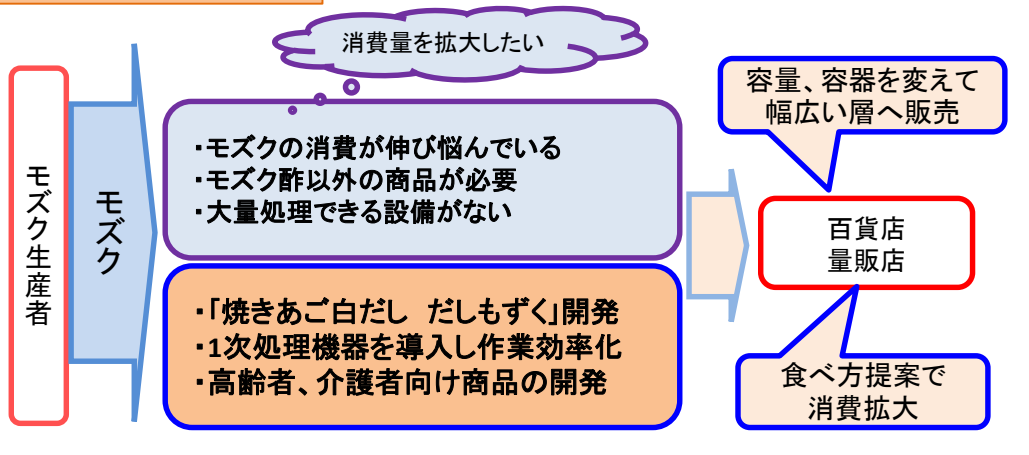 消費量を拡大したい
モズク生産者
モズク
・モズクの消費が伸び悩んでいる
・モズク酢以外の商品が必要
・大量処理できる設備がない
・「焼きあご白だし　だしもずく」開発
・1次処理機器を導入し作業効率化
・高齢者、介護者向け商品の開発
容量、容器を変えて
幅広い層へ販売
百貨店
量販店
食べ方提案で
消費拡大